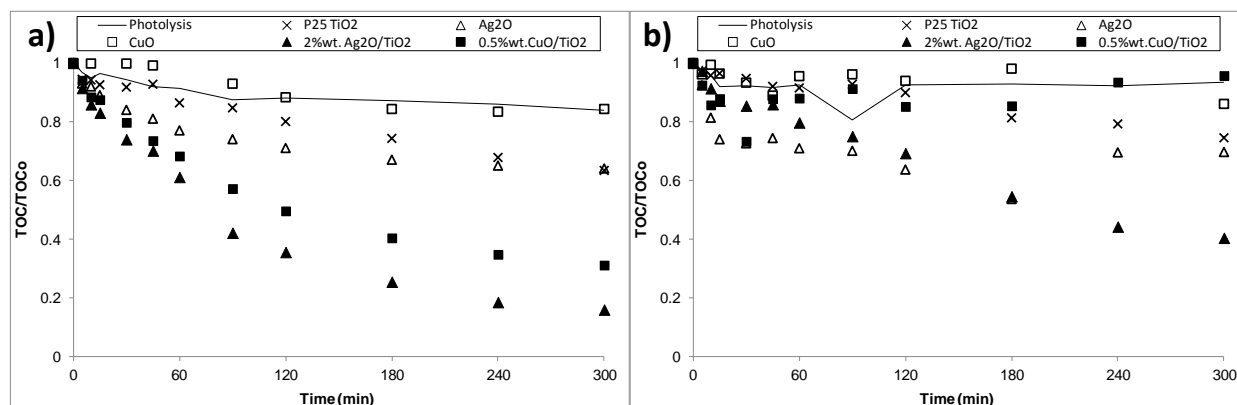 a)
Photolysis P25 TiO2 Ag2O
CuO 2%wt. Ag2O/TiO2 0.5%wt.CuO/TiO2
1
0.8
0.6
0.4
0.2
0
TOC/TOCo
0 60 120 180 240 300
Time (min)
b)
Photolysis P25 TiO2 Ag2O
CuO 2%wt. Ag2O/TiO2 0.5%wt.CuO/TiO2
1
0.8
0.6
0.4
0.2
0
TOC/TOCo
0 60 120 180 240 300
Time (min)